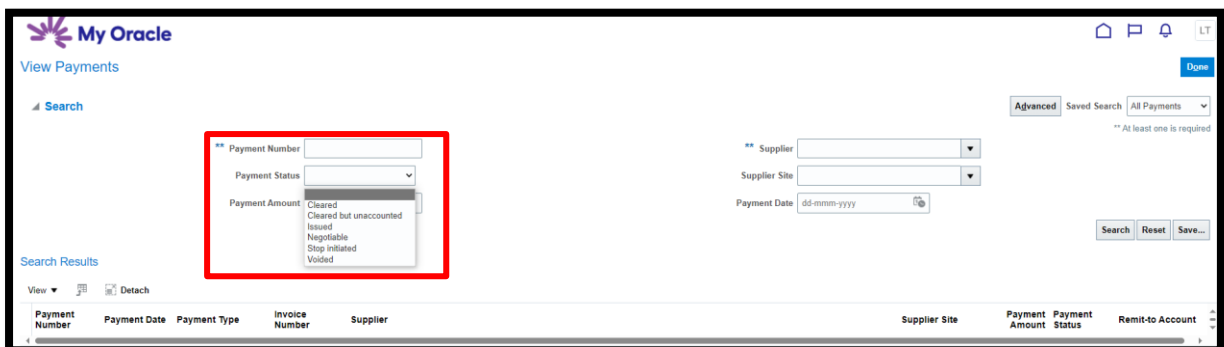 My Oracle
LT
View Payments
Done
Search
Advanced Saved Search All Payments
** At least one is required
** Payment Number
** Supplier
Payment Status
Supplier Site
Payment Amount
Payment Date dd-mmm-yyyy
Cleared
Cleared but unaccounted
Issued
Negotiable
Stop initiated
Voided
Search Reset Save...
Search Results
View Detach
Payment Number Payment Date Payment Type Invoice Number Supplier Supplier Site Payment Amount Payment Status Remit-to Account